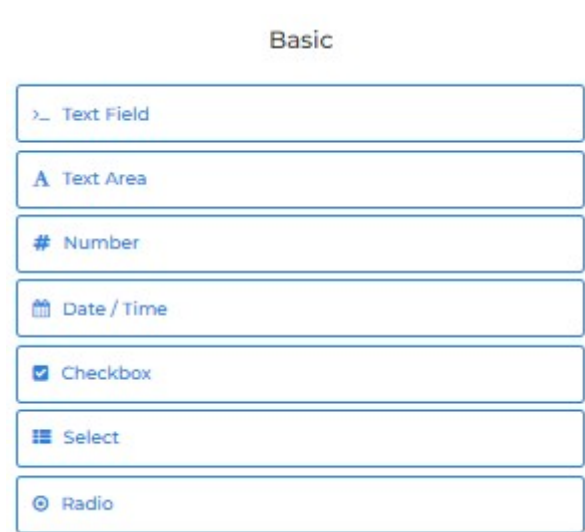 Basic
Text Field
Text Area
Number
Date / Time
Checkbox
Select
Radio